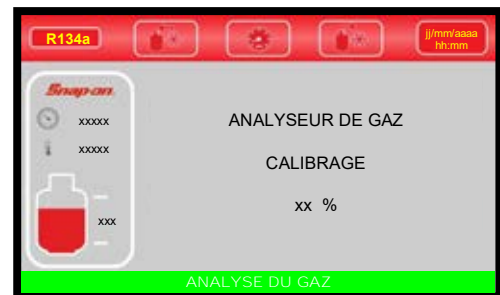 R134a
jj/mm/aaaa
hh:mm
Snap-on
xxxxx
xxxxx
xxx
ANALYSEUR DE GAZ
CALIBRAGE
xx %
ANALYSE DU GAZ